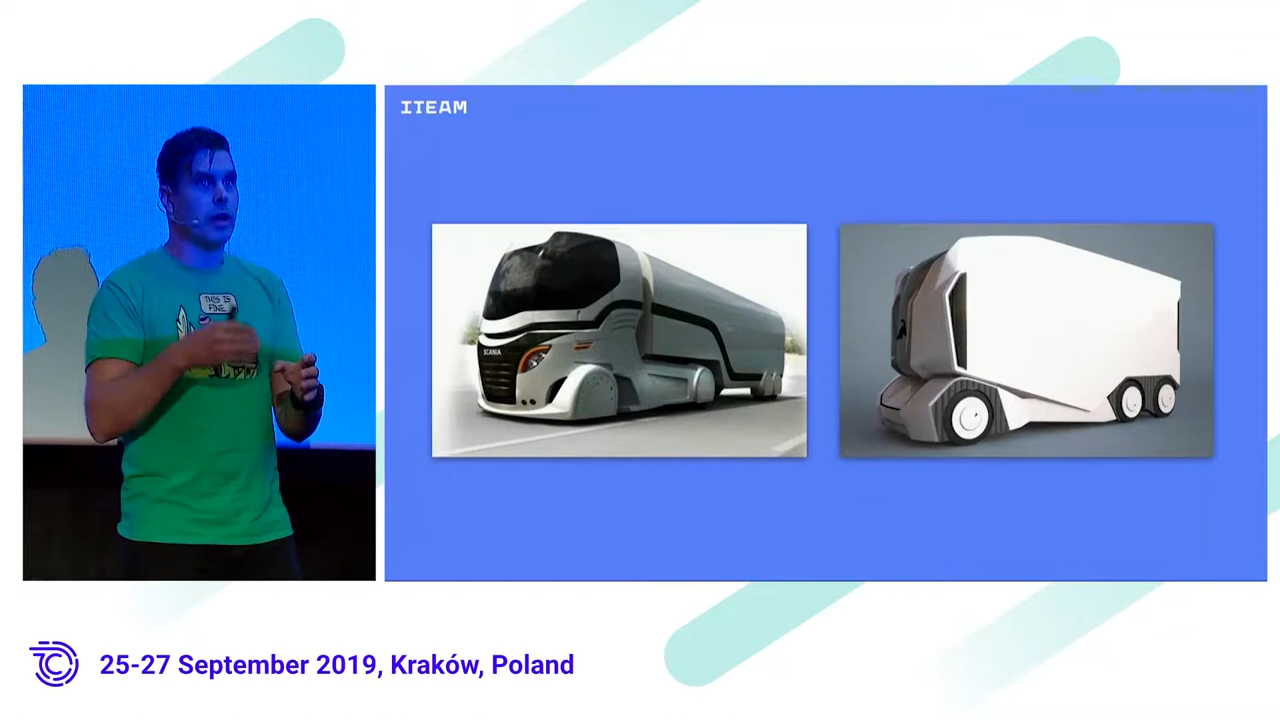 ITEAM
THIS IS
FINE
SCANIA
25-27 September 2019, Kraków, Poland